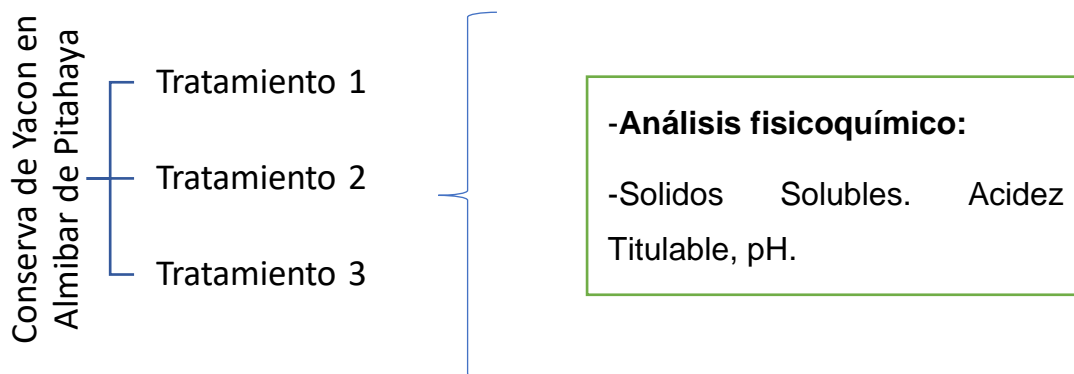 Conserva de Yacon en
Almibar de Pitahaya
Tratamiento 1
Tratamiento 2
Tratamiento 3
-Análisis fisicoquímico:
-Solidos Solubles. Acidez
Titulable, pH.